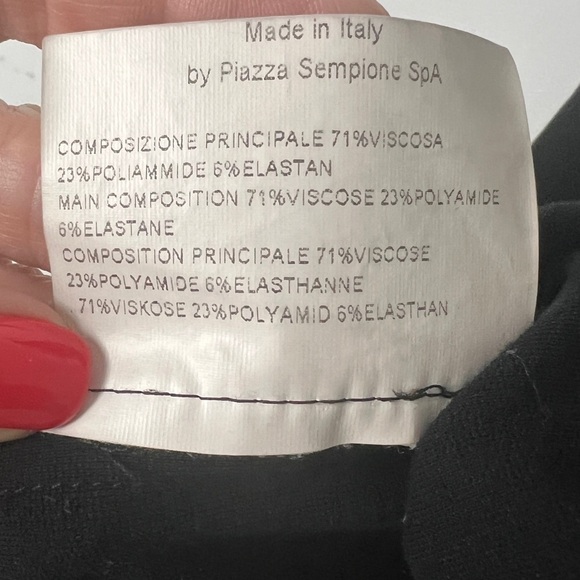 Made in Italy
by Piazza Sempione SpA
COMPOSIZIONE PRINCIPALE 71%VISCOSA
23%POLIAMMIDE 6%ELASTAN
MAIN COMPOSITION 71%VISCOSE 23%POLYAMIDE
6%ELASTANE
COMPOSITION PRINCIPALE 71%VISCOSE
23%POLYAMIDE 6%ELASTHANNE
. 71%VISKOSE 23%POLYAMID 6%ELASTHAN